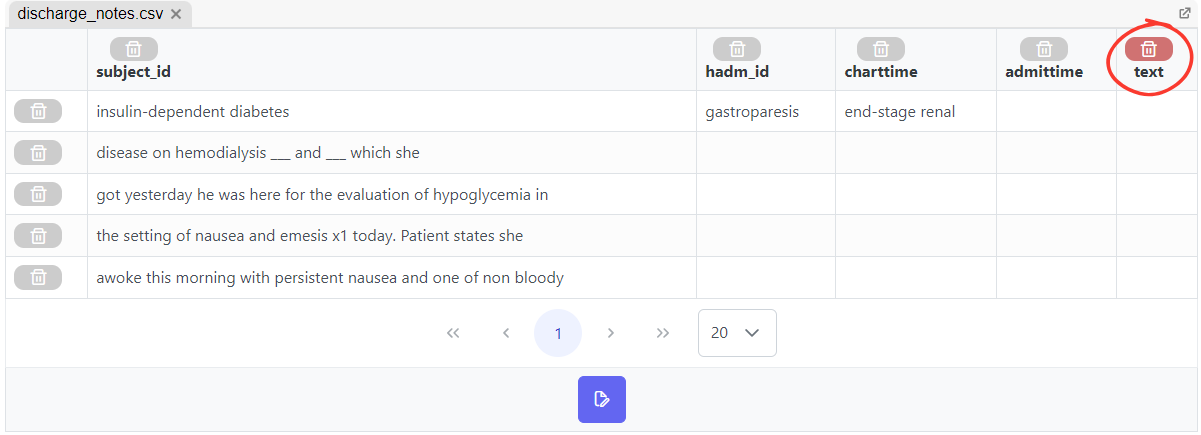 discharge_notes.csv
subject_id hadm_id charttime admittime text
insulin-dependent diabetes gastroparesis end-stage renal
disease on hemodialysis ___ and ___ which she
got yesterday he was here for the evaluation of hypoglycemia in
the setting of nausea and emesis x1 today. Patient states she
awoke this morning with persistent nausea and one of non bloody
1 20